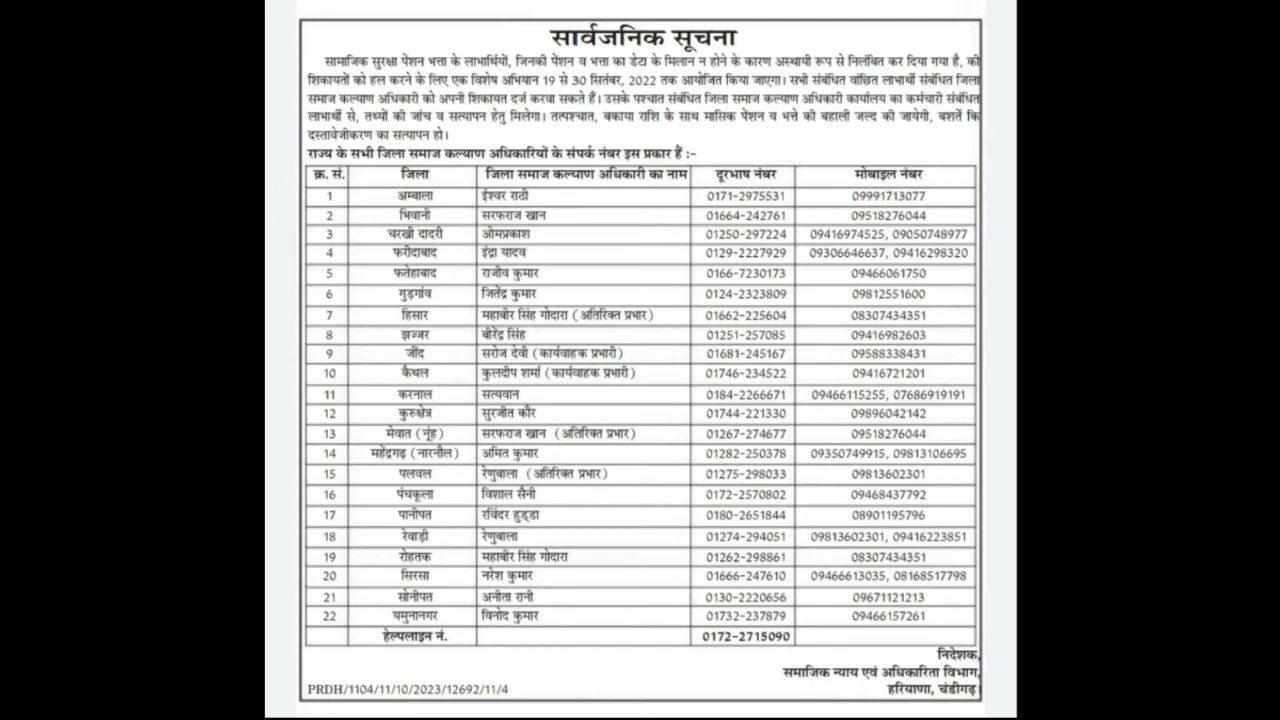 सार्वजनिक सूचना
सामाजिक सुरक्षा पेंशन भत्ता के लाभार्थियों, जिनकी पेंशन व भत्ता का डेटा के मिलान न होने के कारण अस्थायी रूप से निलंबित कर दिया गया है, की
शिकायतों को हल करने के लिए एक विशेष अभियान 19 से 30 सितंबर, 2022 तक आयोजित किया जाएगा। सभी संबंधित वांछित लाभार्थी संबंधित जिला
समाज कल्याण अधिकारी को अपनी शिकायत दर्ज करवा सकते हैं। उसके पश्चात संबंधित जिला समाज कल्याण अधिकारी कार्यालय का कर्मचारी संबंधित
लाभार्थी से, तथ्यों की जांच व सत्यापन हेतु मिलेगा। तत्पश्चात, बकाया राशि के साथ मासिक पेंशन व भत्ते की बहाली जल्द की जायेगी, बशर्ते कि
दस्तावेजीकरण का सत्यापन हो।
राज्य के सभी जिला समाज कल्याण अधिकारियों के संपर्क नंबर इस प्रकार हैं :-
क्र. सं. जिला जिला समाज कल्याण अधिकारी का नाम दूरभाष नंबर मोबाइल नंबर
1 अम्बाला ईश्वर राठी 0171-2975531 09991713077
2 भिवानी सरफराज खान 01664-242761 09518276044
3 चरखी दादरी ओमप्रकाश 01250-297224 09416974525, 09050748977
4 फरीदाबाद इंद्रा यादव 0129-2227929 09306646637, 09416298320
5 फतेहाबाद राजीव कुमार 0166-7230173 09466061750
6 गुड़गांव जितेंद्र कुमार 0124-2323809 09812551600
7 हिसार महाबीर सिंह गोदारा (अतिरिक्त प्रभार) 01662-225604 08307434351
8 झज्जर बीरेंद्र सिंह 01251-257085 09416982603
9 जींद सरोज देवी (कार्यवाहक प्रभारी) 01681-245167 09588338431
10 कैथल कुलदीप शर्मा (कार्यवाहक प्रभारी) 01746-234522 09416721201
11 करनाल सत्यवान 0184-2266671 09466115255, 07686919191
12 कुरुक्षेत्र सुरजीत कौर 01744-221330 09896042142
13 मेवात (नूंह) सरफराज खान (अतिरिक्त प्रभार) 01267-274677 09518276044
14 महेंद्रगढ़ (नारनौल) अमित कुमार 01282-250378 09350749915, 09813106695
15 पलवल रेणुबाला (अतिरिक्त प्रभार) 01275-298033 09813602301
16 पंचकूला विशाल सैनी 0172-2570802 09468437792
17 पानीपत रविंदर हुड्डा 0180-2651844 08901195796
18 रेवाड़ी रेणुबाला 01274-294051 09813602301, 09416223851
19 रोहतक महाबीर सिंह गोदारा 01262-298861 08307434351
20 सिरसा नरेश कुमार 01666-247610 09466613035, 08168517798
21 सोनीपत अनीता रानी 0130-2220656 09671121213
22 यमुनानगर विनोद कुमार 01732-237879 09466157261
हेल्पलाइन नं. 0172-2715090
निदेशक,
समाजिक न्याय एवं अधिकारिता विभाग,
PRDH/1104/11/10/2023/12692/11/4 हरियाणा, चंडीगढ़